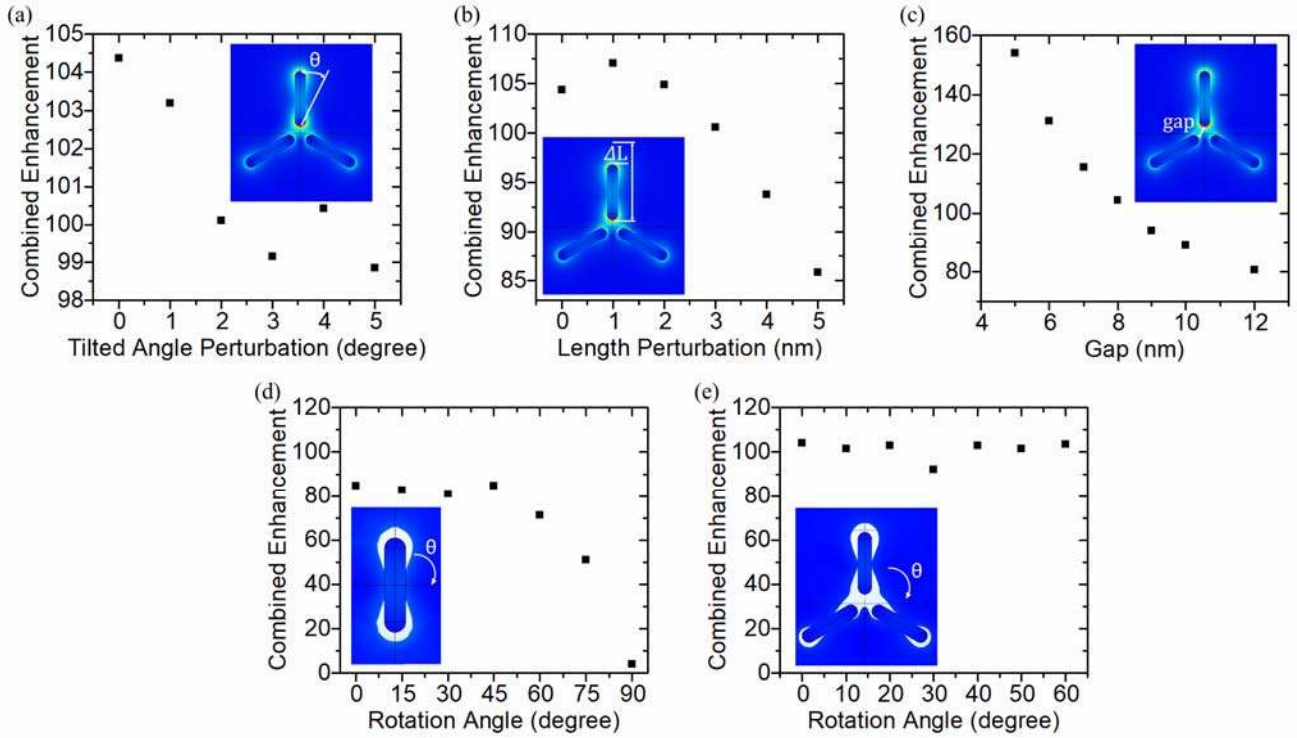 (a)
Combined Enhancement
105
104
103
102
101
100
99
98
θ
0 1 2 3 4 5
Tilted Angle Perturbation (degree)
(b)
Combined Enhancement
110
105
100
95
90
85
ΔL
0 1 2 3 4 5
Length Perturbation (nm)
(c)
Combined Enhancement
160
140
120
100
80
gap
4 6 8 10 12
Gap (nm)
(d)
Combined Enhancement
120
100
80
60
40
20
0
θ
0 15 30 45 60 75 90
Rotation Angle (degree)
(e)
Combined Enhancement
120
100
80
60
40
20
0
θ
0 10 20 30 40 50 60
Rotation Angle (degree)